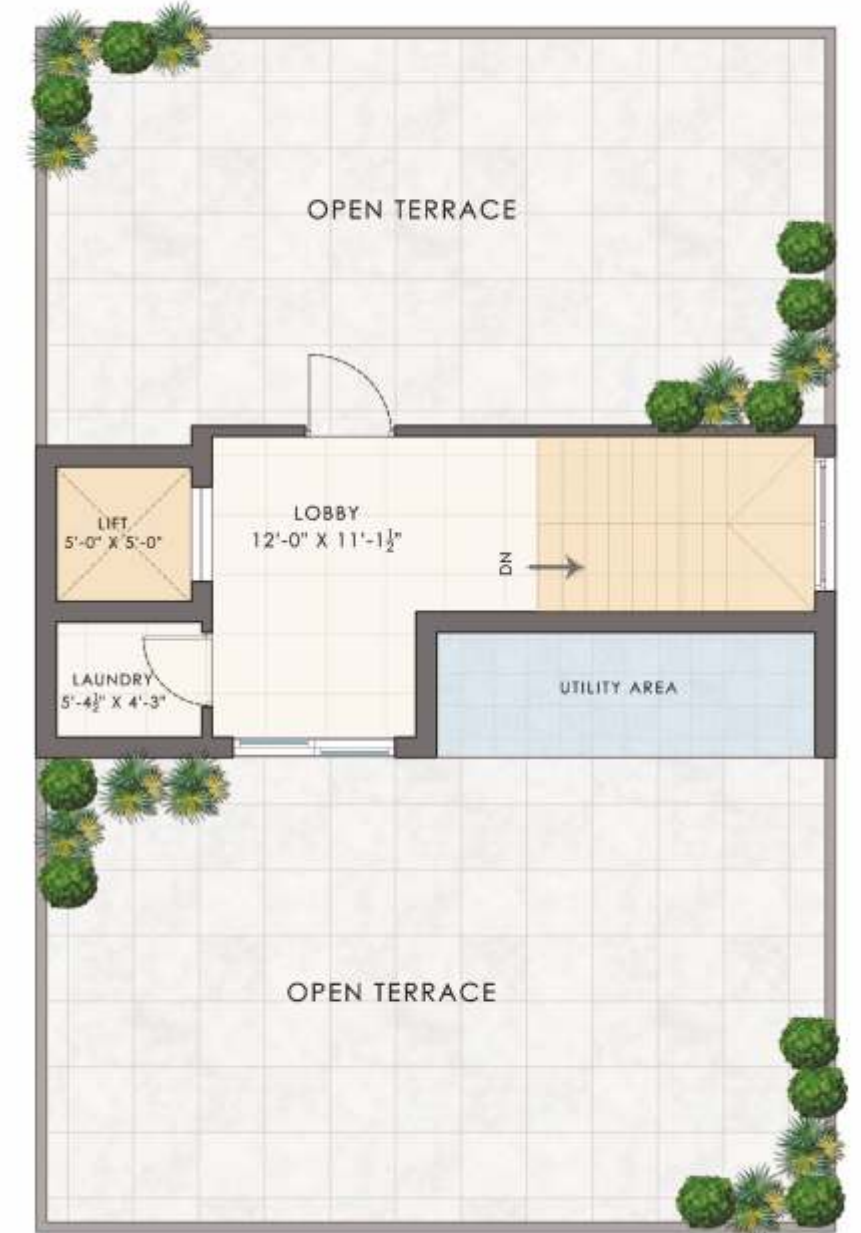 OPEN TERRACE
LIFT
5'-0" X 5'-0"
LOBBY
12'-0" X 11'-1½"
DN
LAUNDRY
5'-4½" X 4'-3"
UTILITY AREA
OPEN TERRACE